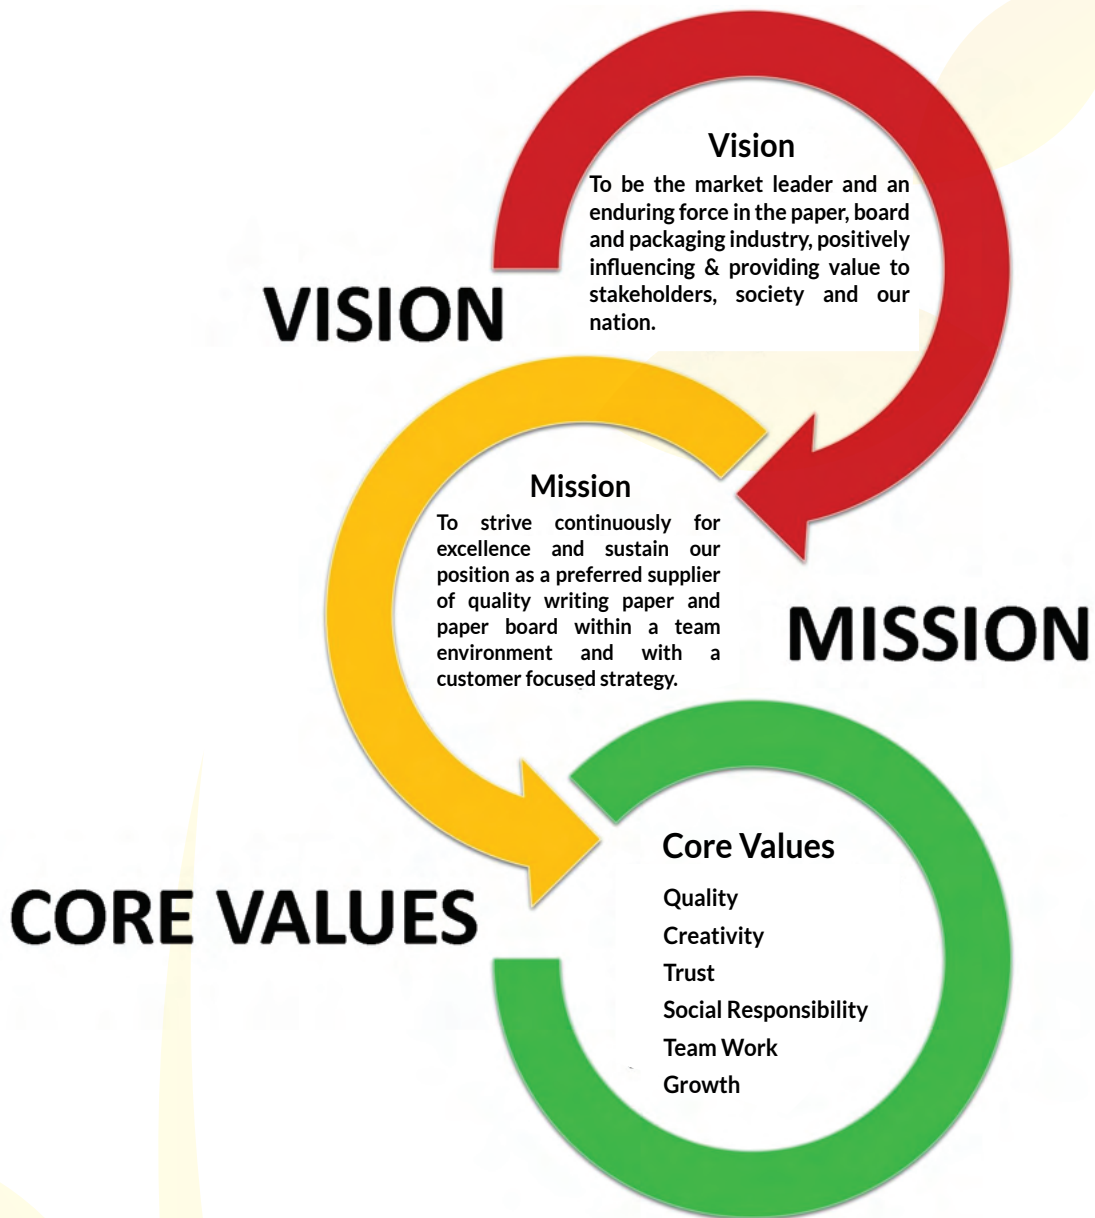 Vision
To be the market leader and an
enduring force in the paper, board
and packaging industry, positively
influencing & providing value to
stakeholders, society and our
nation.
VISION
Mission
To strive continuously for
excellence and sustain our
position as a preferred supplier
of quality writing paper and
paper board within a team
environment and with a
customer focused strategy.
MISSION
Core Values
CORE VALUES
Quality
Creativity
Trust
Social Responsibility
Team Work
Growth